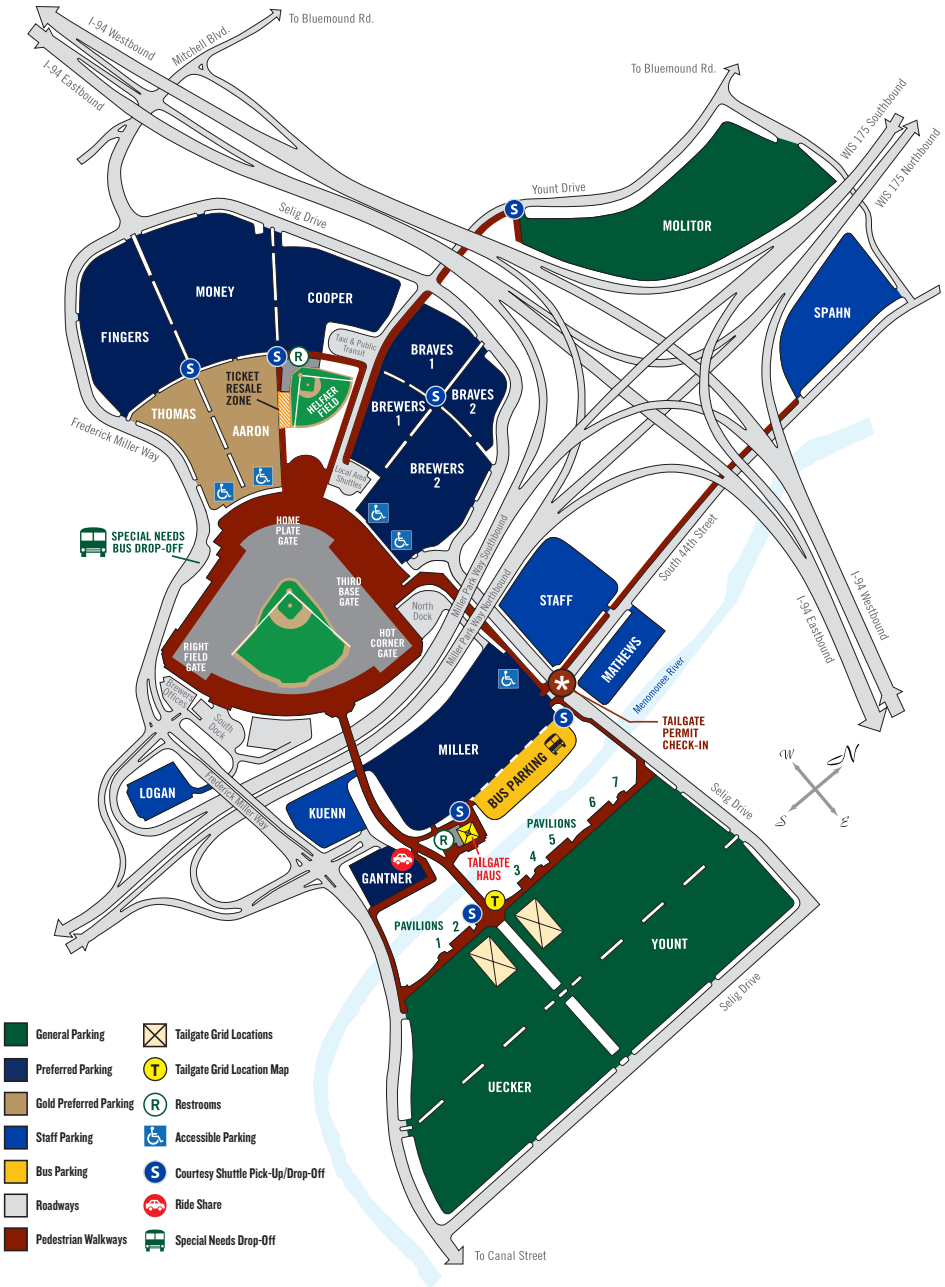 To Bluemound Rd.
I-94 Westbound
Mitchell Blvd.
I-94 Eastbound
To Bluemound Rd.
WIS 175 Southbound
WIS 175 Northbound
Yount Drive
S
Selig Drive
MOLITOR
SPAHN
MONEY
COOPER
FINGERS
Taxi & Public
Transit
BRAVES
1
S
S
R
TICKET
RESALE
ZONE
HELFAER
FIELD
S
BRAVES
2
BREWERS
1
THOMAS
AARON
Frederick Miller Way
BREWERS
2
Local Area
Shuttles
HOME
PLATE
GATE
SPECIAL NEEDS
BUS DROP-OFF
Miller Park Way Southbound
Miller Park Way Northbound
South 44th Street
THIRD
BASE
GATE
North
Dock
STAFF
I-94 Westbound
I-94 Eastbound
HOT
CORNER
GATE
RIGHT
FIELD
GATE
MATHEWS
Menomonee River
*
Brewers
Offices
South
Dock
S
TAILGATE
PERMIT
CHECK-IN
MILLER
BUS PARKING
W
N
S
E
LOGAN
Frederick Miller Way
KUENN
S
R
7
6
PAVILIONS
5
4
3
Selig Drive
TAILGATE
HAUS
GANTNER
T
S
PAVILIONS
2
1
YOUNT
Selig Drive
UECKER
General Parking
Preferred Parking
Gold Preferred Parking
Staff Parking
Bus Parking
Roadways
Pedestrian Walkways
Tailgate Grid Locations
T Tailgate Grid Location Map
R Restrooms
Accessible Parking
S Courtesy Shuttle Pick-Up/Drop-Off
Ride Share
Special Needs Drop-Off
To Canal Street